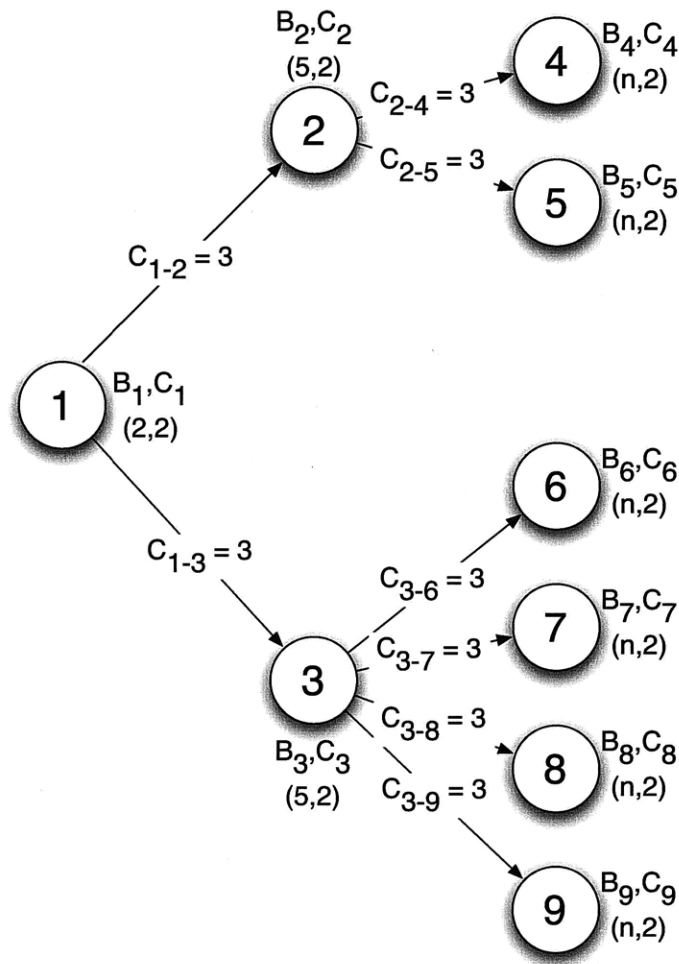 B2,C2
(5,2)
2
C2-4 = 3
4
B4,C4
(n,2)
C2-5 = 3
5
B5,C5
(n,2)
C1-2 = 3
1
B1,C1
(2,2)
C1-3 = 3
6
B6,C6
(n,2)
C3-6 = 3
7
B7,C7
(n,2)
C3-7 = 3
3
B3,C3
(5,2)
C3-8 = 3
8
B8,C8
(n,2)
C3-9 = 3
9
B9,C9
(n,2)